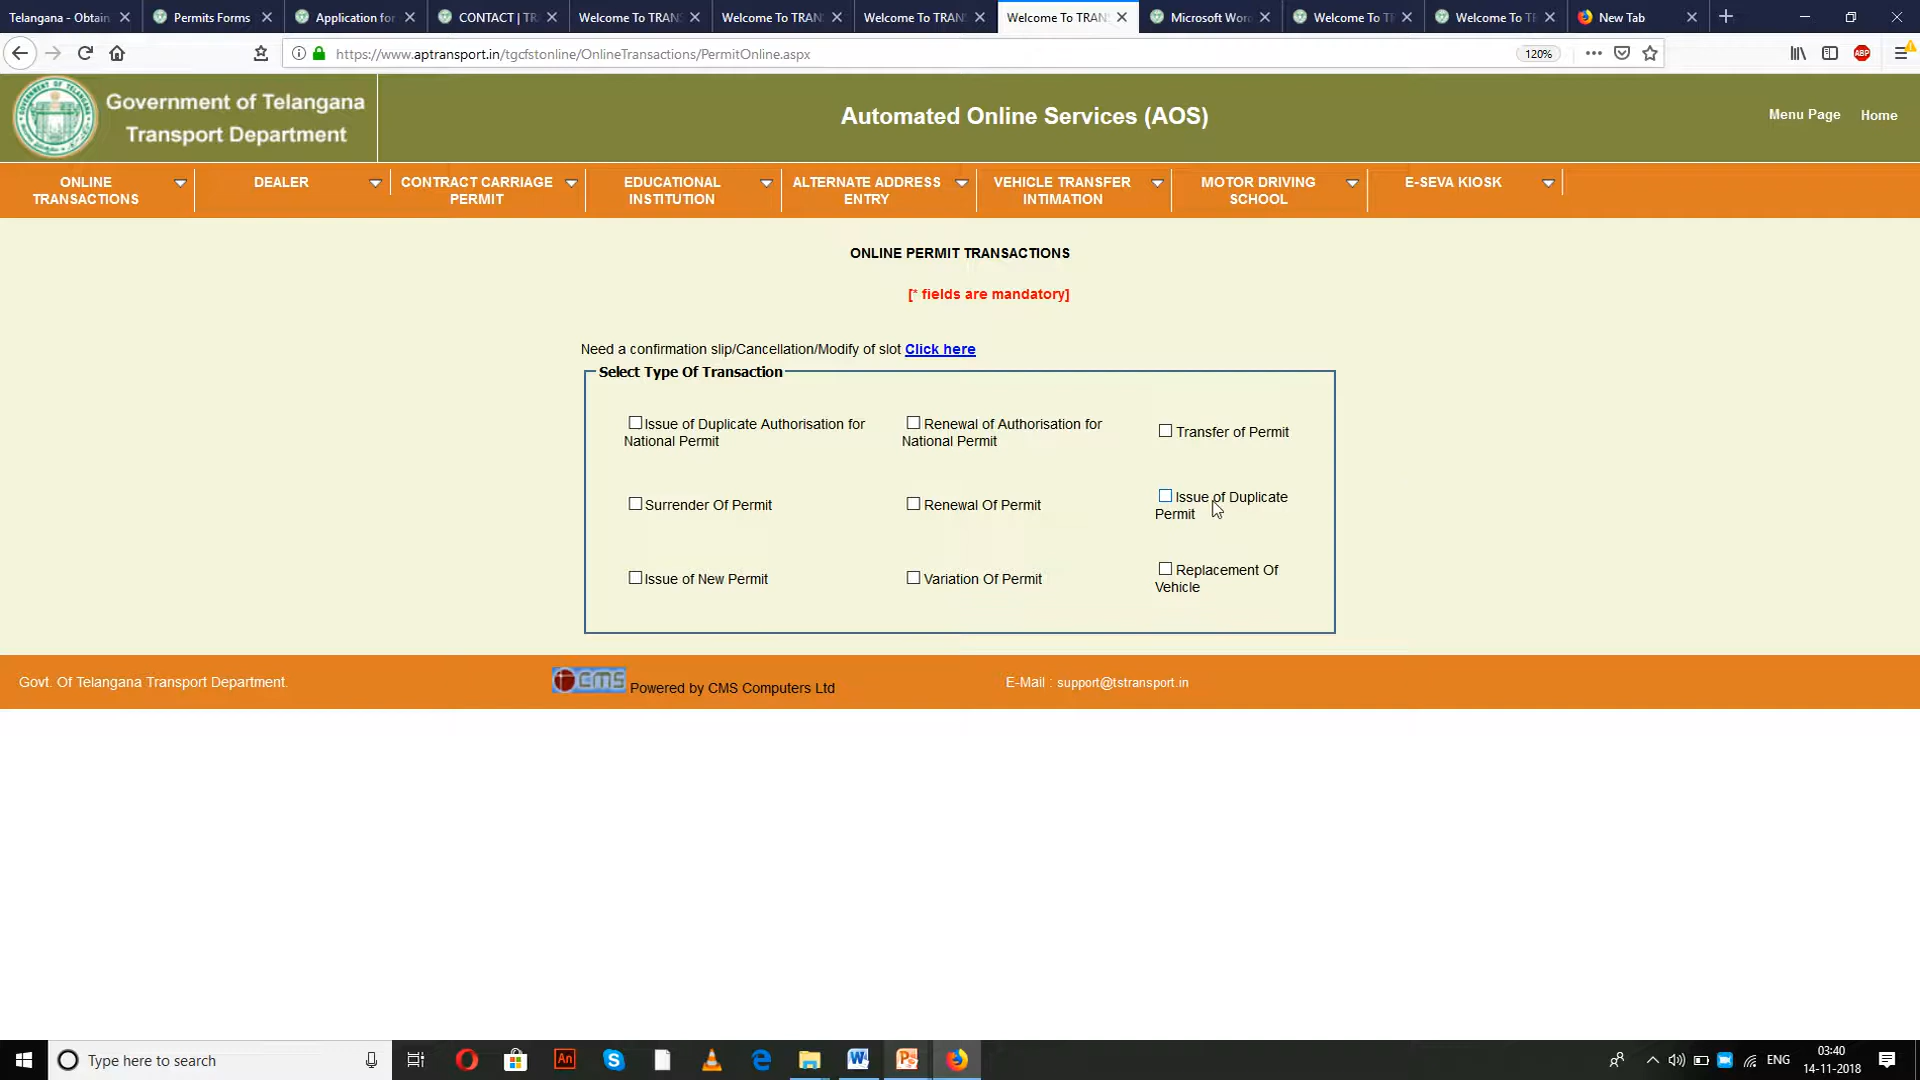 Telangana - Obtain
Permits Forms
Application for
CONTACT | TR
Welcome To TRANS
Welcome To TRANS
Welcome To TRANS
Welcome To TRANS
Microsoft Word
Welcome To TR
Welcome To TR
New Tab
https://www.aptransport.in/tgcfstonline/OnlineTransactions/PermitOnline.aspx
120%
ABP
Government of Telangana
Transport Department
Automated Online Services (AOS)
Menu Page
Home
ONLINE
TRANSACTIONS
DEALER
CONTRACT CARRIAGE
PERMIT
EDUCATIONAL
INSTITUTION
ALTERNATE ADDRESS
ENTRY
VEHICLE TRANSFER
INTIMATION
MOTOR DRIVING
SCHOOL
E-SEVA KIOSK
ONLINE PERMIT TRANSACTIONS
[* fields are mandatory]
Need a confirmation slip/Cancellation/Modify of slot Click here
Select Type Of Transaction
Issue of Duplicate Authorisation for
National Permit
Renewal of Authorisation for
National Permit
Transfer of Permit
Surrender Of Permit
Renewal Of Permit
Issue of Duplicate
Permit
Issue of New Permit
Variation Of Permit
Replacement Of
Vehicle
Govt. Of Telangana Transport Department.
CMS
Powered by CMS Computers Ltd
E-Mail : support@tstransport.in
Type here to search
An
ENG
03:40
14-11-2018